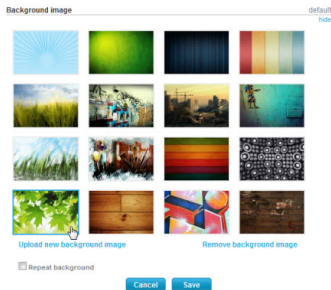 Background image default
hide
Upload new background image Remove background image
Repeat background
Cancel Save